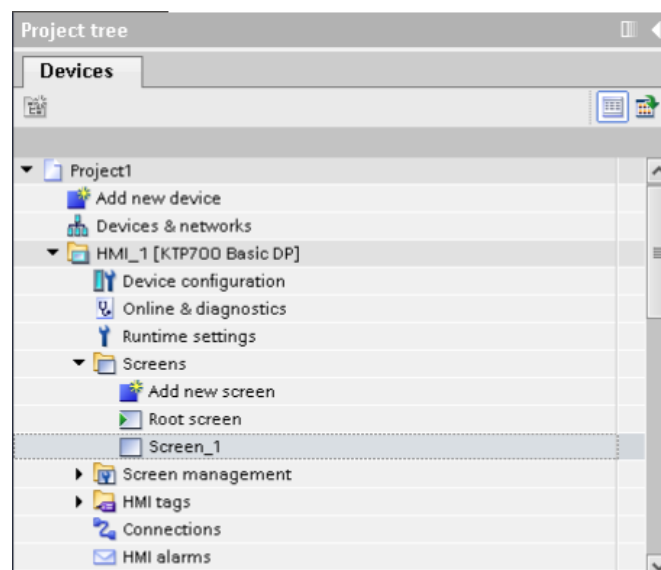 Project tree
Devices
Project1
Add new device
Devices & networks
HMI_1 [KTP700 Basic DP]
Device configuration
Online & diagnostics
Runtime settings
Screens
Add new screen
Root screen
Screen_1
Screen management
HMI tags
Connections
HMI alarms